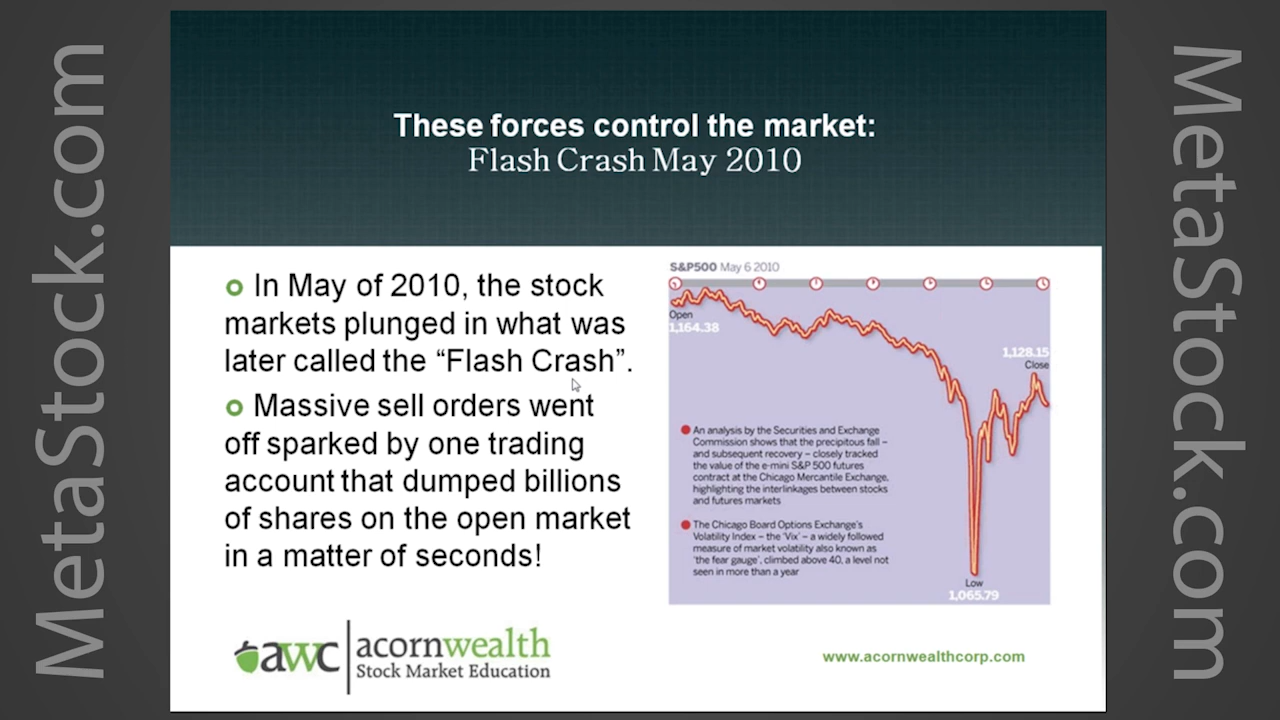 MetaStock.com
These forces control the market:
Flash Crash May 2010
In May of 2010, the stock
markets plunged in what was
later called the “Flash Crash”.
Massive sell orders went
off sparked by one trading
account that dumped billions
of shares on the open market
in a matter of seconds!
S&P500 May 6 2010
Open
1,164.38
1,128.15
Close
An analysis by the Securities and Exchange
Commission shows that the precipitous fall –
and subsequent recovery – closely tracked
the value of the e-mini S&P 500 futures
contract at the Chicago Mercantile Exchange,
highlighting the interlinkages between stocks
and futures markets
The Chicago Board Options Exchange’s
Volatility Index – the ‘Vix’ – a widely followed
measure of market volatility also known as
‘the fear gauge’, climbed above 40, a level not
seen in more than a year
Low
1,065.79
awc acornwealth
Stock Market Education
www.acornwealthcorp.com
MetaStock.com